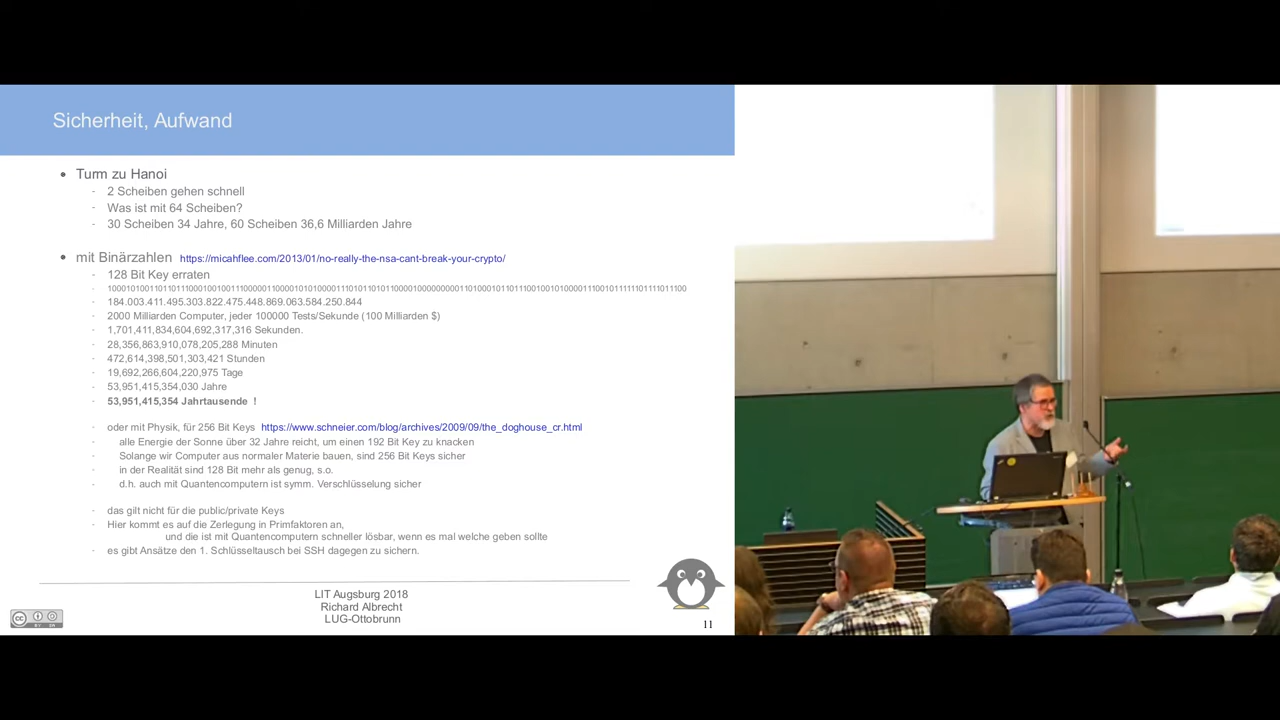 Sicherheit, Aufwand
Turm zu Hanoi
2 Scheiben gehen schnell
Was ist mit 64 Scheiben?
30 Scheiben 34 Jahre, 60 Scheiben 36,6 Milliarden Jahre
mit Binärzahlen https://micahflee.com/2013/01/no-really-the-nsa-cant-break-your-crypto/
128 Bit Key erraten
184.003.411.495.303.822.475.448.869.063.584.250.844
2000 Milliarden Computer, jeder 100000 Tests/Sekunde (100 Milliarden $)
1,701,411,834,604,692,317,316 Sekunden.
28,356,863,910,078,205,288 Minuten
472,614,398,501,303,421 Stunden
19,692,266,604,220,975 Tage
53,951,415,354,030 Jahre
53,951,415,354 Jahrtausende !
oder mit Physik, für 256 Bit Keys https://www.schneier.com/blog/archives/2009/09/the_doghouse_cr.html
alle Energie der Sonne über 32 Jahre reicht, um einen 192 Bit Key zu knacken
Solange wir Computer aus normaler Materie bauen, sind 256 Bit Keys sicher
in der Realität sind 128 Bit mehr als genug, s.o.
d.h. auch mit Quantencomputern ist symm. Verschlüsselung sicher
das gilt nicht für die public/private Keys
Hier kommt es auf die Zerlegung in Primfaktoren an,
und die ist mit Quantencomputern schneller lösbar, wenn es mal welche geben sollte
es gibt Ansätze den 1. Schlüsseltausch bei SSH dagegen zu sichern.
LIT Augsburg 2018
Richard Albrecht
LUG-Ottobrunn
11